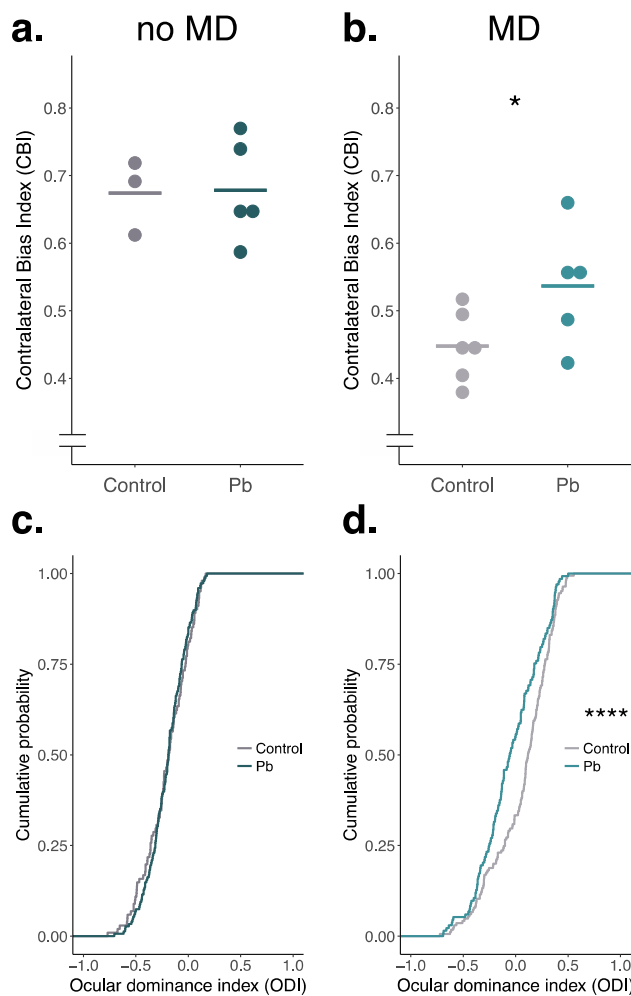 a. no MD
b. MD
Contralateral Bias Index (CBI)
0.8
0.7
0.6
0.5
0.4
Control Pb
Contralateral Bias Index (CBI)
0.8
0.7
0.6
0.5
0.4
*
Control Pb
c.
Cumulative probability
1.00
0.75
0.50
0.25
0.00
Control
Pb
−1.0 −0.5 0.0 0.5 1.0
Ocular dominance index (ODI)
d.
Cumulative probability
1.00
0.75
0.50
0.25
0.00
****
Control
Pb
−1.0 −0.5 0.0 0.5 1.0
Ocular dominance index (ODI)